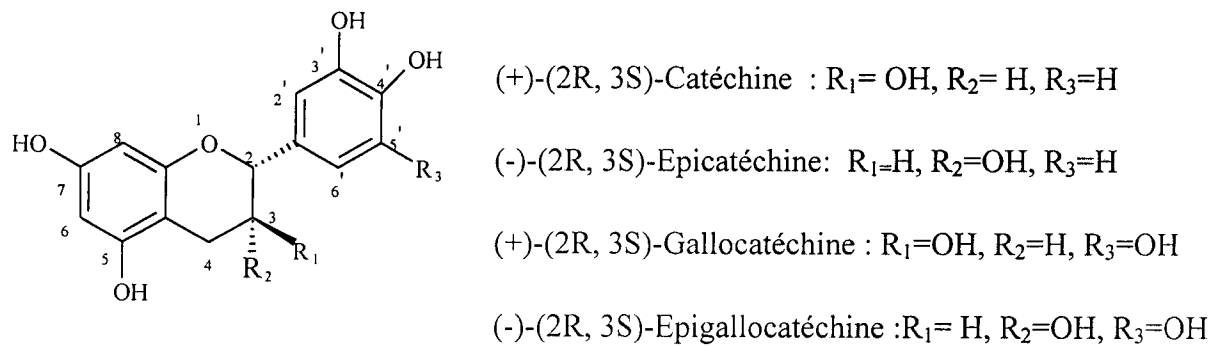 OH
OH
3'
4'
2'
5'
6'
R3
1
O
2
8
HO
7
6
5
OH
4
3
R1
R2
(+)-(2R, 3S)-Catéchine : R1= OH, R2= H, R3=H
(-)-(2R, 3S)-Epicatéchine: R1=H, R2=OH, R3=H
(+)-(2R, 3S)-Gallocatéchine : R1=OH, R2=H, R3=OH
(-)-(2R, 3S)-Epigallocatéchine :R1= H, R2=OH, R3=OH